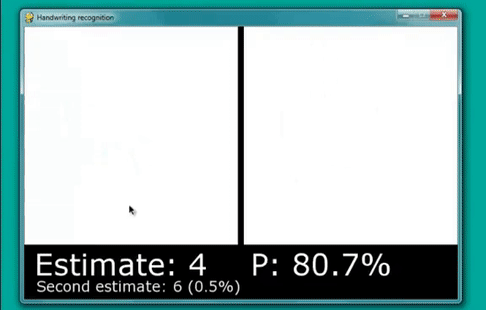 Handwriting recognition
Estimate: 4 P: 80.7%
Second estimate: 6 (0.5%)